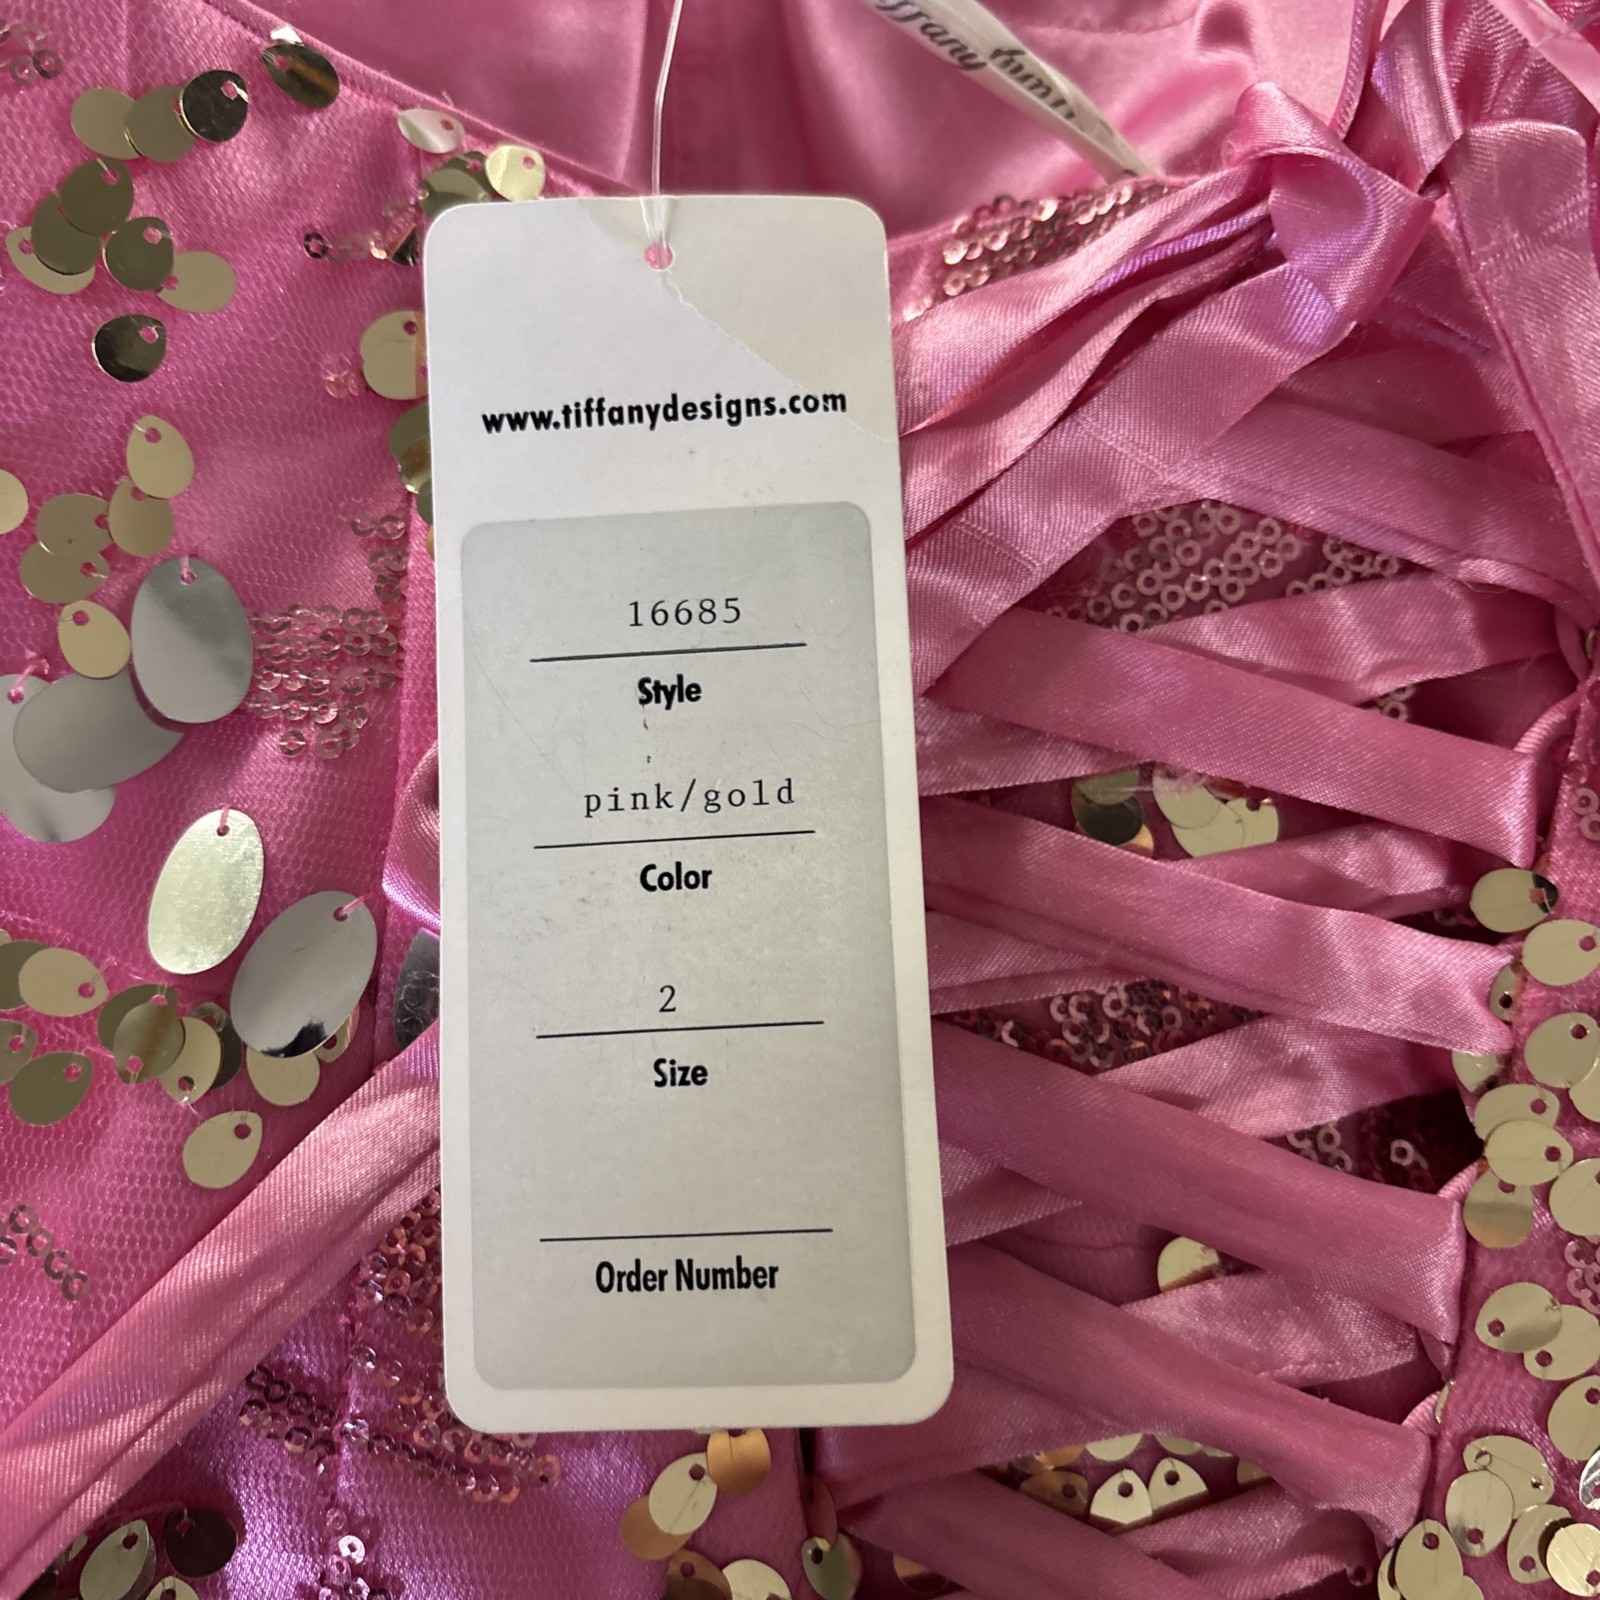 www.tiffanydesigns.com
16685
Style
pink/gold
Color
2
Size
Order Number